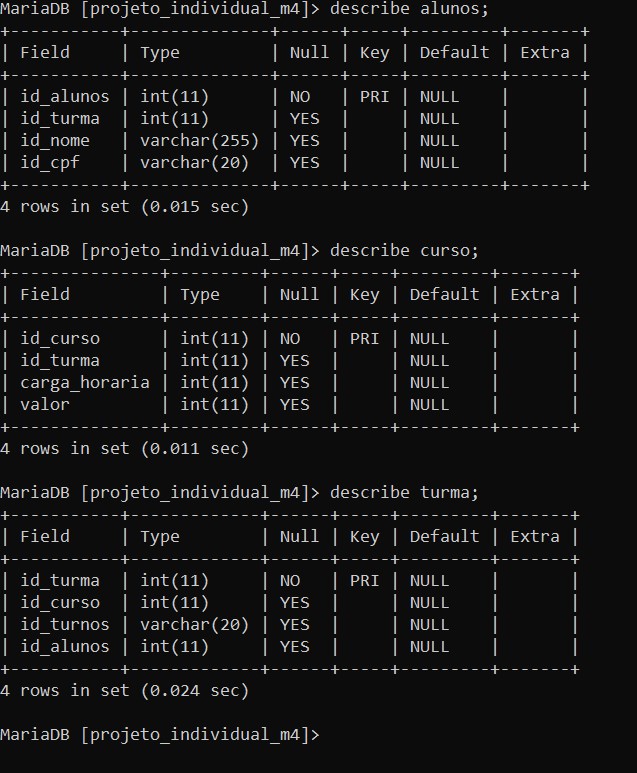 MariaDB [projeto_individual_m4]> describe alunos;
+-----------+--------------+------+-----+---------+-------+
| Field     | Type         | Null | Key | Default | Extra |
+-----------+--------------+------+-----+---------+-------+
| id_alunos | int(11)      | NO   | PRI | NULL    |       |
| id_turma  | int(11)      | YES  |     | NULL    |       |
| id_nome   | varchar(255) | YES  |     | NULL    |       |
| id_cpf    | varchar(20)  | YES  |     | NULL    |       |
+-----------+--------------+------+-----+---------+-------+
4 rows in set (0.015 sec)

MariaDB [projeto_individual_m4]> describe curso;
+---------------+---------+------+-----+---------+-------+
| Field         | Type    | Null | Key | Default | Extra |
+---------------+---------+------+-----+---------+-------+
| id_curso      | int(11) | NO   | PRI | NULL    |       |
| id_turma      | int(11) | YES  |     | NULL    |       |
| carga_horaria | int(11) | YES  |     | NULL    |       |
| valor         | int(11) | YES  |     | NULL    |       |
+---------------+---------+------+-----+---------+-------+
4 rows in set (0.011 sec)

MariaDB [projeto_individual_m4]> describe turma;
+-----------+-------------+------+-----+---------+-------+
| Field     | Type        | Null | Key | Default | Extra |
+-----------+-------------+------+-----+---------+-------+
| id_turma  | int(11)     | NO   | PRI | NULL    |       |
| id_curso  | int(11)     | YES  |     | NULL    |       |
| id_turnos | varchar(20) | YES  |     | NULL    |       |
| id_alunos | int(11)     | YES  |     | NULL    |       |
+-----------+-------------+------+-----+---------+-------+
4 rows in set (0.024 sec)

MariaDB [projeto_individual_m4]>